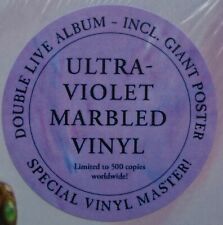 DOUBLE LIVE ALBUM - INCL. GIANT POSTER
ULTRA-
VIOLET
MARBLED
VINYL
Limited to 500 copies
worldwide!
SPECIAL VINYL MASTER!